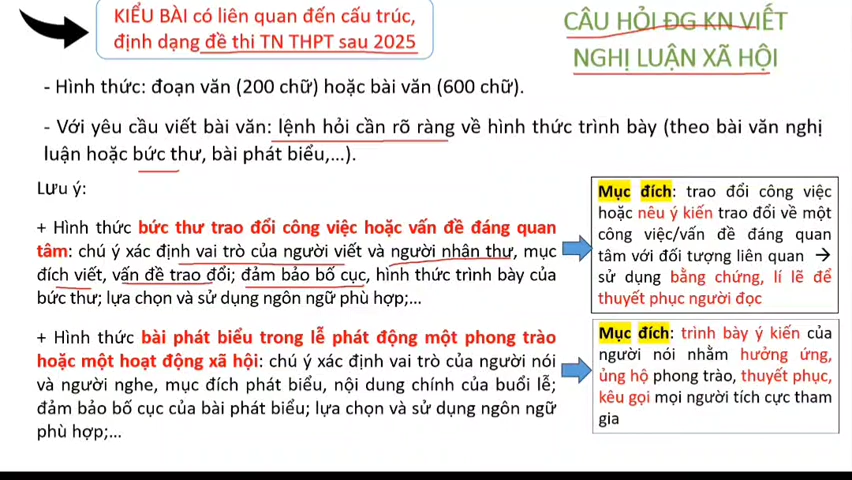 KIỂU BÀI có liên quan đến cấu trúc,
định dạng đề thi TN THPT sau 2025
CÂU HỎI ĐG KN VIẾT
NGHỊ LUẬN XÃ HỘI
- Hình thức: đoạn văn (200 chữ) hoặc bài văn (600 chữ).
- Với yêu cầu viết bài văn: lệnh hỏi cần rõ ràng về hình thức trình bày (theo bài văn nghị
luận hoặc bức thư, bài phát biểu,...).
Lưu ý:
+ Hình thức bức thư trao đổi công việc hoặc vấn đề đáng quan
tâm: chú ý xác định vai trò của người viết và người nhân thư, mục
đích viết, vấn đề trao đổi; đảm bảo bố cục, hình thức trình bày của
bức thư; lựa chọn và sử dụng ngôn ngữ phù hợp;...
Mục đích: trao đổi công việc
hoặc nêu ý kiến trao đổi về một
công việc/vấn đề đáng quan
tâm với đối tượng liên quan →
sử dụng bằng chứng, lí lẽ để
thuyết phục người đọc
+ Hình thức bài phát biểu trong lễ phát động một phong trào
hoặc một hoạt động xã hội: chú ý xác định vai trò của người nói
và người nghe, mục đích phát biểu, nội dung chính của buổi lễ;
đảm bảo bố cục của bài phát biểu; lựa chọn và sử dụng ngôn ngữ
phù hợp;...
Mục đích: trình bày ý kiến của
người nói nhằm hưởng ứng,
ủng hộ phong trào, thuyết phục,
kêu gọi mọi người tích cực tham
gia